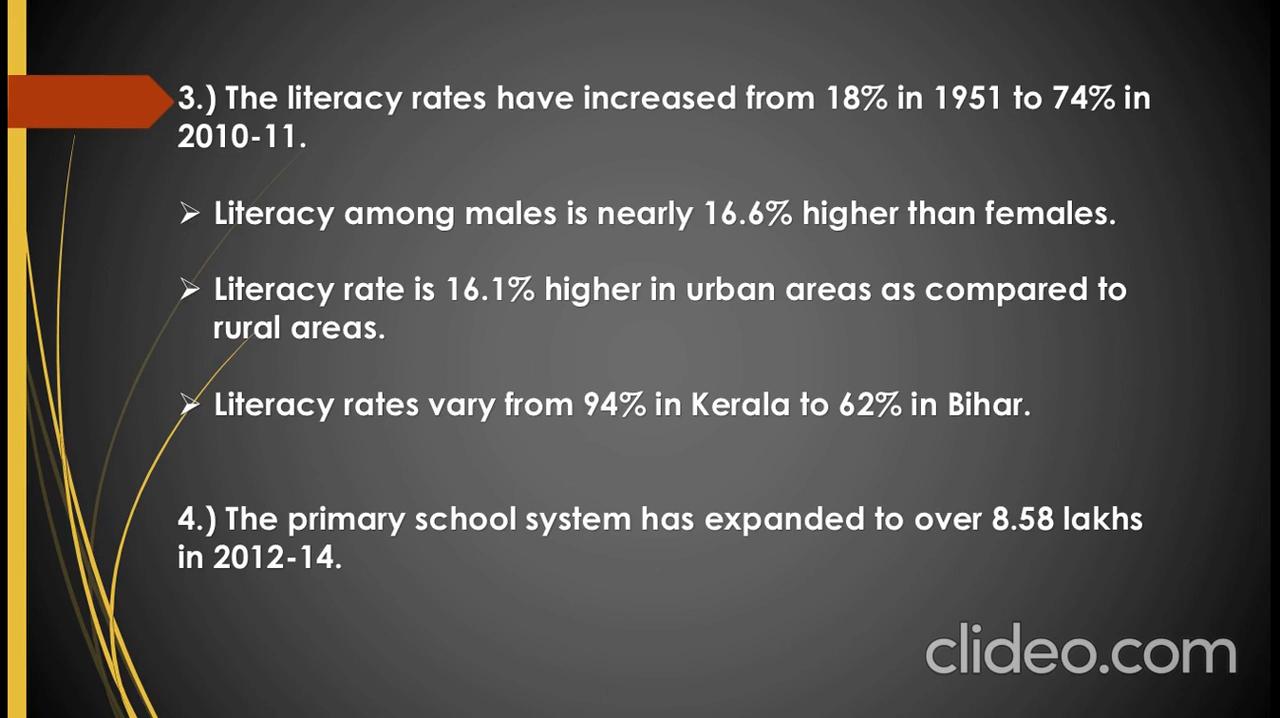 3.) The literacy rates have increased from 18% in 1951 to 74% in
2010-11.
➢ Literacy among males is nearly 16.6% higher than females.
➢ Literacy rate is 16.1% higher in urban areas as compared to
rural areas.
➢ Literacy rates vary from 94% in Kerala to 62% in Bihar.
4.) The primary school system has expanded to over 8.58 lakhs
in 2012-14.
clideo.com